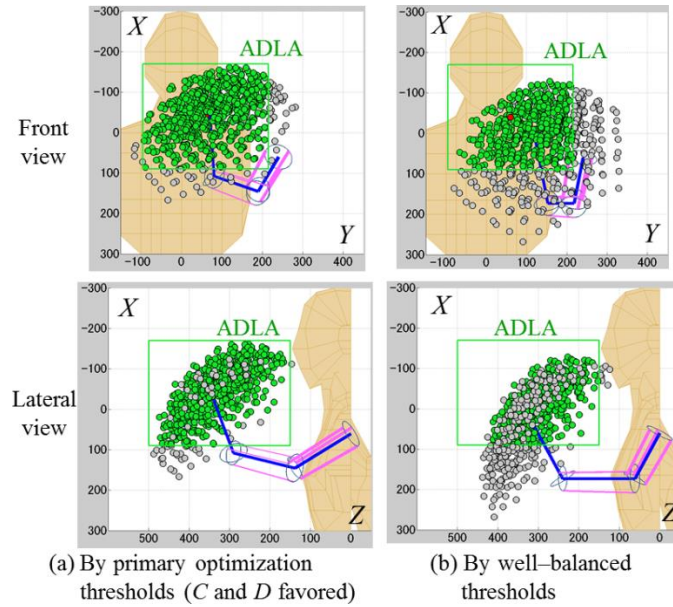 X
ADLA
-300
-200
-100
0
100
200
300
-100 0 100 200 300 400
Y
Front
view
X
ADLA
-300
-200
-100
0
100
200
300
-100 0 100 200 300 400
Y
X
ADLA
-300
-200
-100
0
100
200
300
500 400 300 200 100 0
Z
Lateral
view
X
ADLA
-300
-200
-100
0
100
200
300
500 400 300 200 100 0
Z
(a) By primary optimization
thresholds (C and D favored)
(b) By well–balanced
thresholds